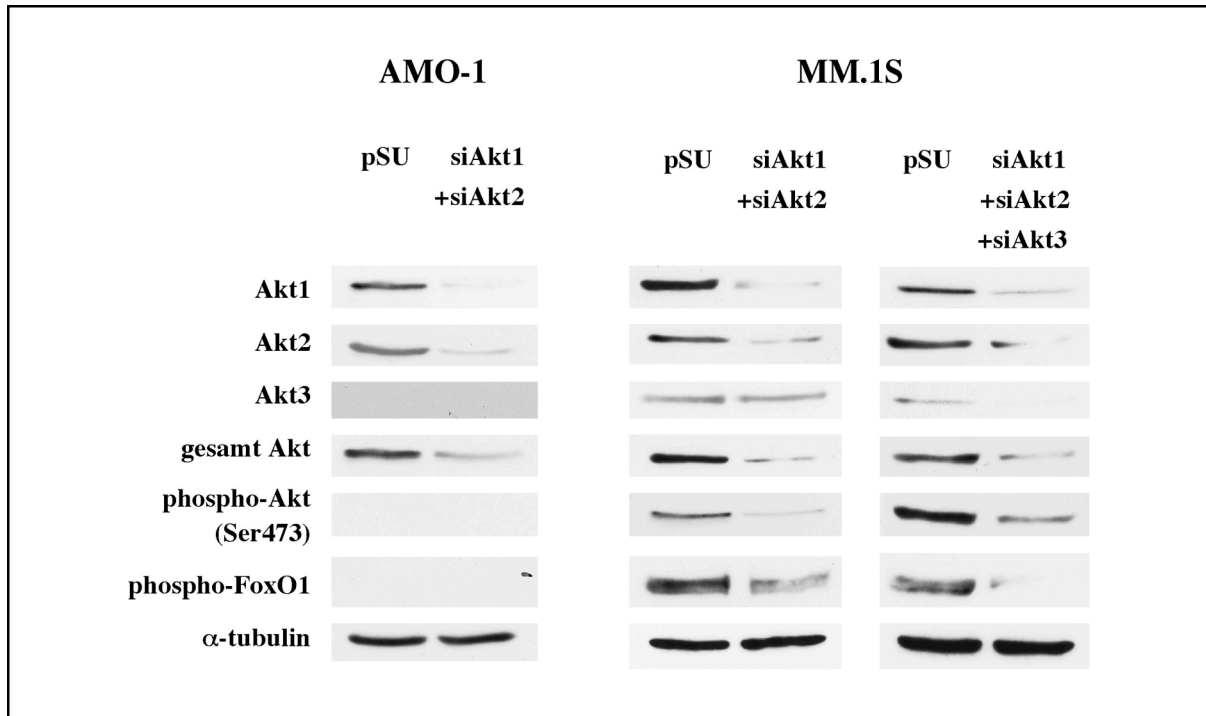 AMO-1 MM.1S
pSU siAkt1 pSU siAkt1 pSU siAkt1
+siAkt2 +siAkt2 +siAkt2
+siAkt3
Akt1
Akt2
Akt3
gesamt Akt
phospho-Akt
(Ser473)
phospho-FoxO1
α-tubulin